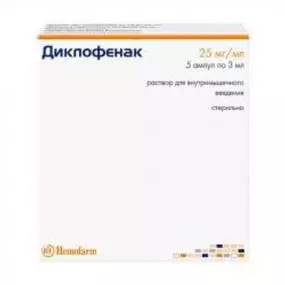 Диклофенак
25 мг/мл
5 ампул по 3 мл
раствор для внутримышечного
введения
стерильно
Hemofarm